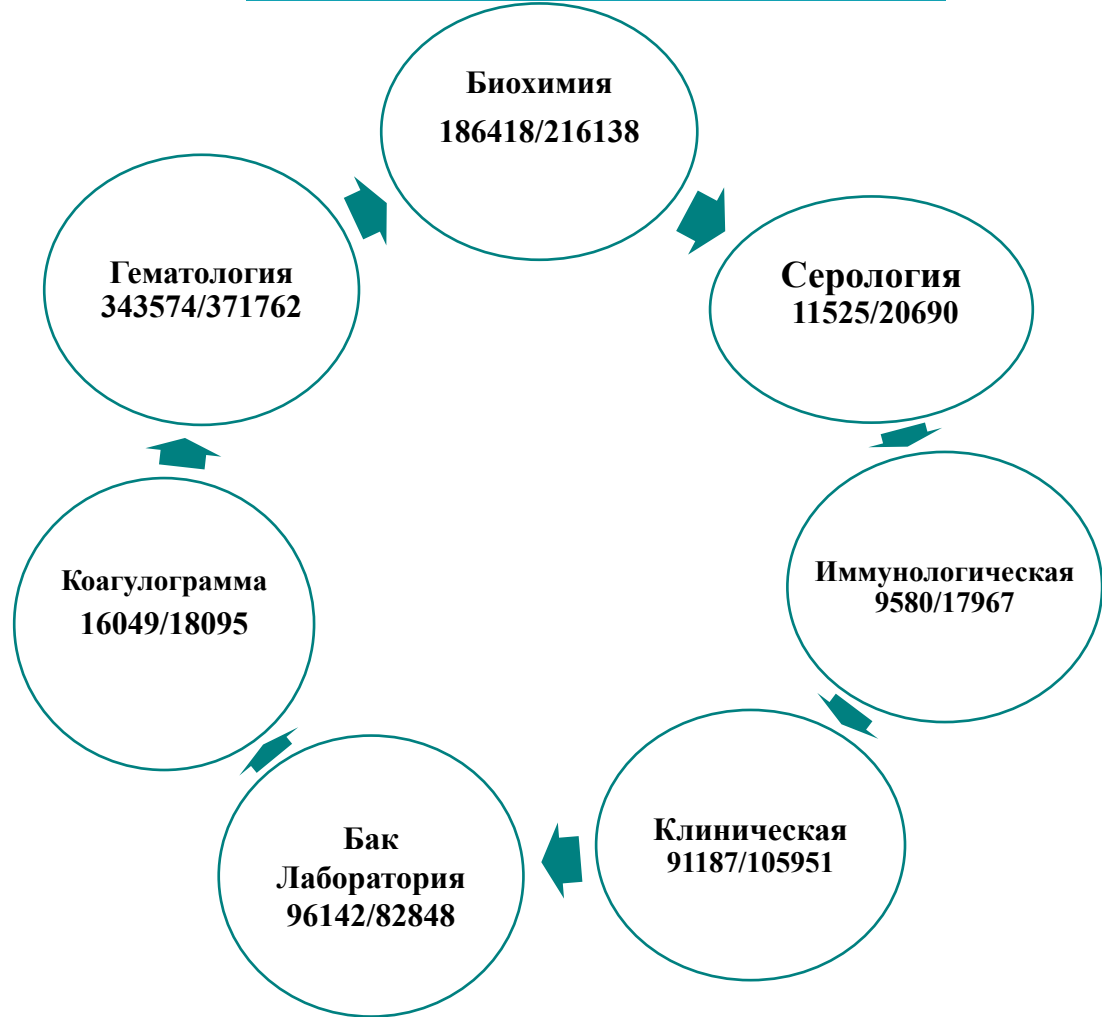 Биохимия
186418/216138
Серология
11525/20690
Иммунологическая
9580/17967
Клиническая
91187/105951
Бак
Лаборатория
96142/82848
Коагулограмма
16049/18095
Гематология
343574/371762